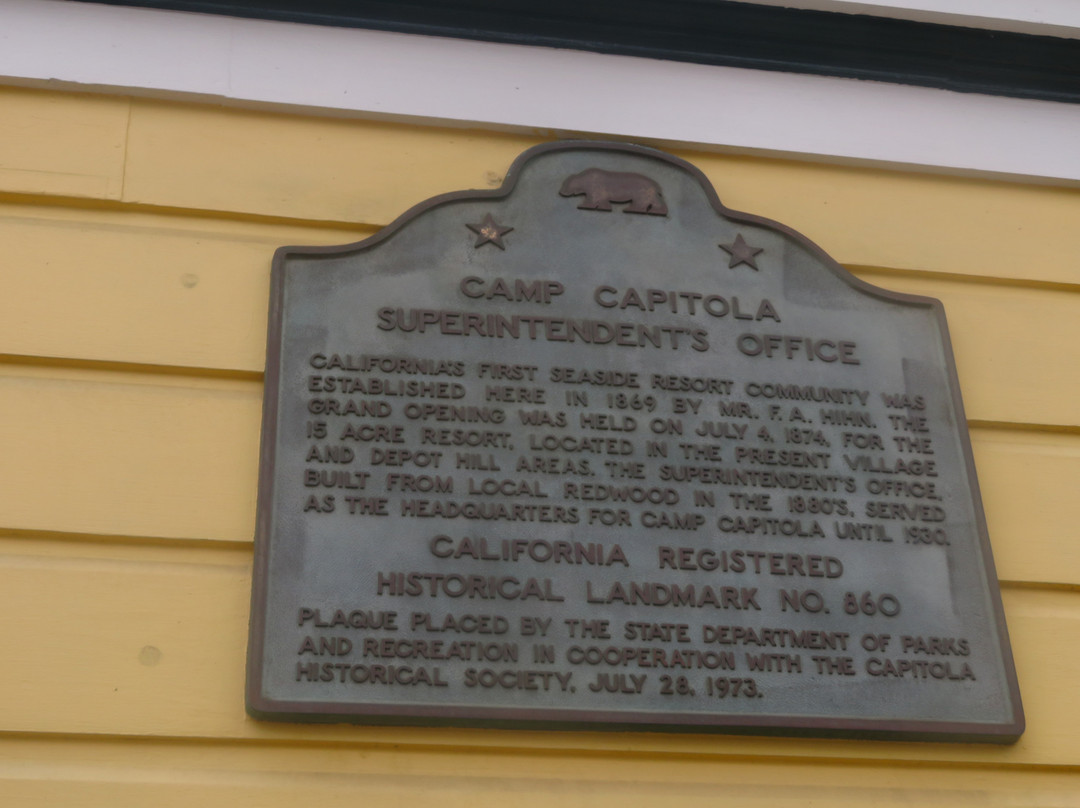 CAMP CAPITOLA
SUPERINTENDENT'S OFFICE
CALIFORNIA'S FIRST SEASIDE RESORT COMMUNITY WAS
ESTABLISHED HERE IN 1869 BY MR. F. A. HIHN. THE
GRAND OPENING WAS HELD ON JULY 4, 1874, FOR THE
15 ACRE RESORT, LOCATED IN THE PRESENT VILLAGE
AND DEPOT HILL AREAS. THE SUPERINTENDENT'S OFFICE,
BUILT FROM LOCAL REDWOOD IN THE 1880'S, SERVED
AS THE HEADQUARTERS FOR CAMP CAPITOLA UNTIL 1930.
CALIFORNIA REGISTERED
HISTORICAL LANDMARK NO. 860
PLAQUE PLACED BY THE STATE DEPARTMENT OF PARKS
AND RECREATION IN COOPERATION WITH THE CAPITOLA
HISTORICAL SOCIETY, JULY 28, 1973.